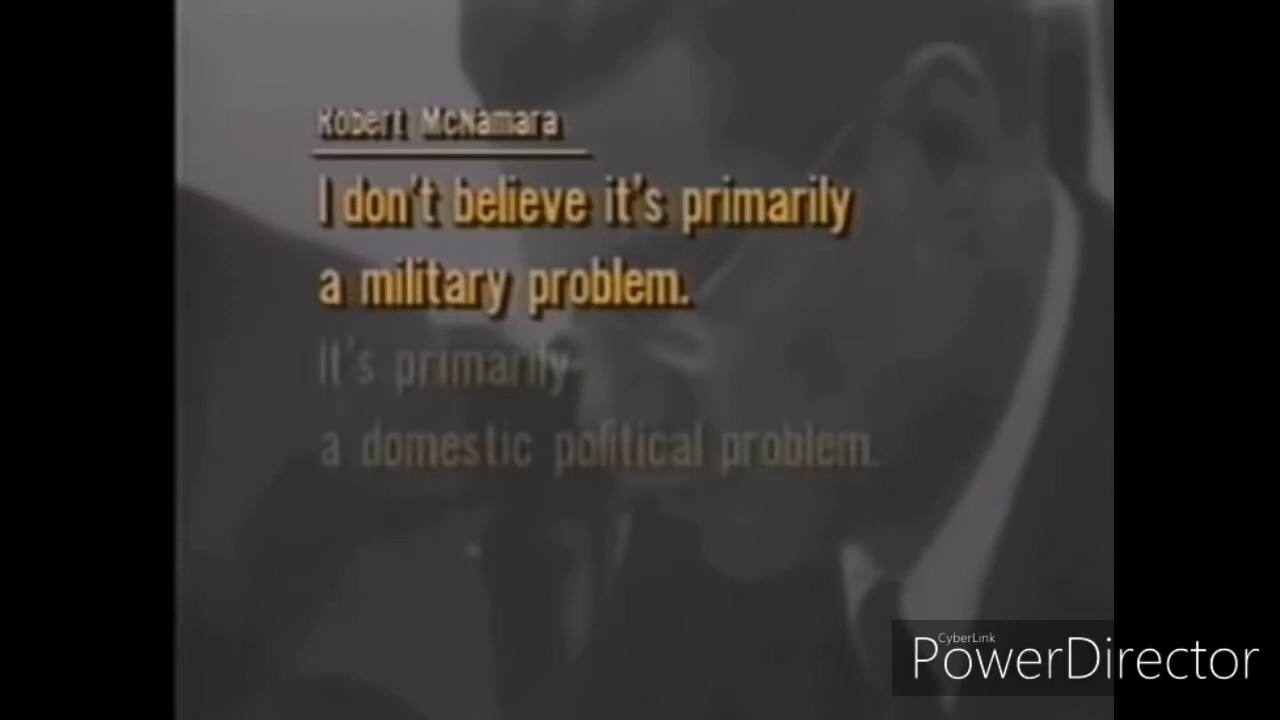 Robert McNamara
I don't believe it's primarily
a military problem.
It's primarily
a domestic political problem.
CyberLink
PowerDirector